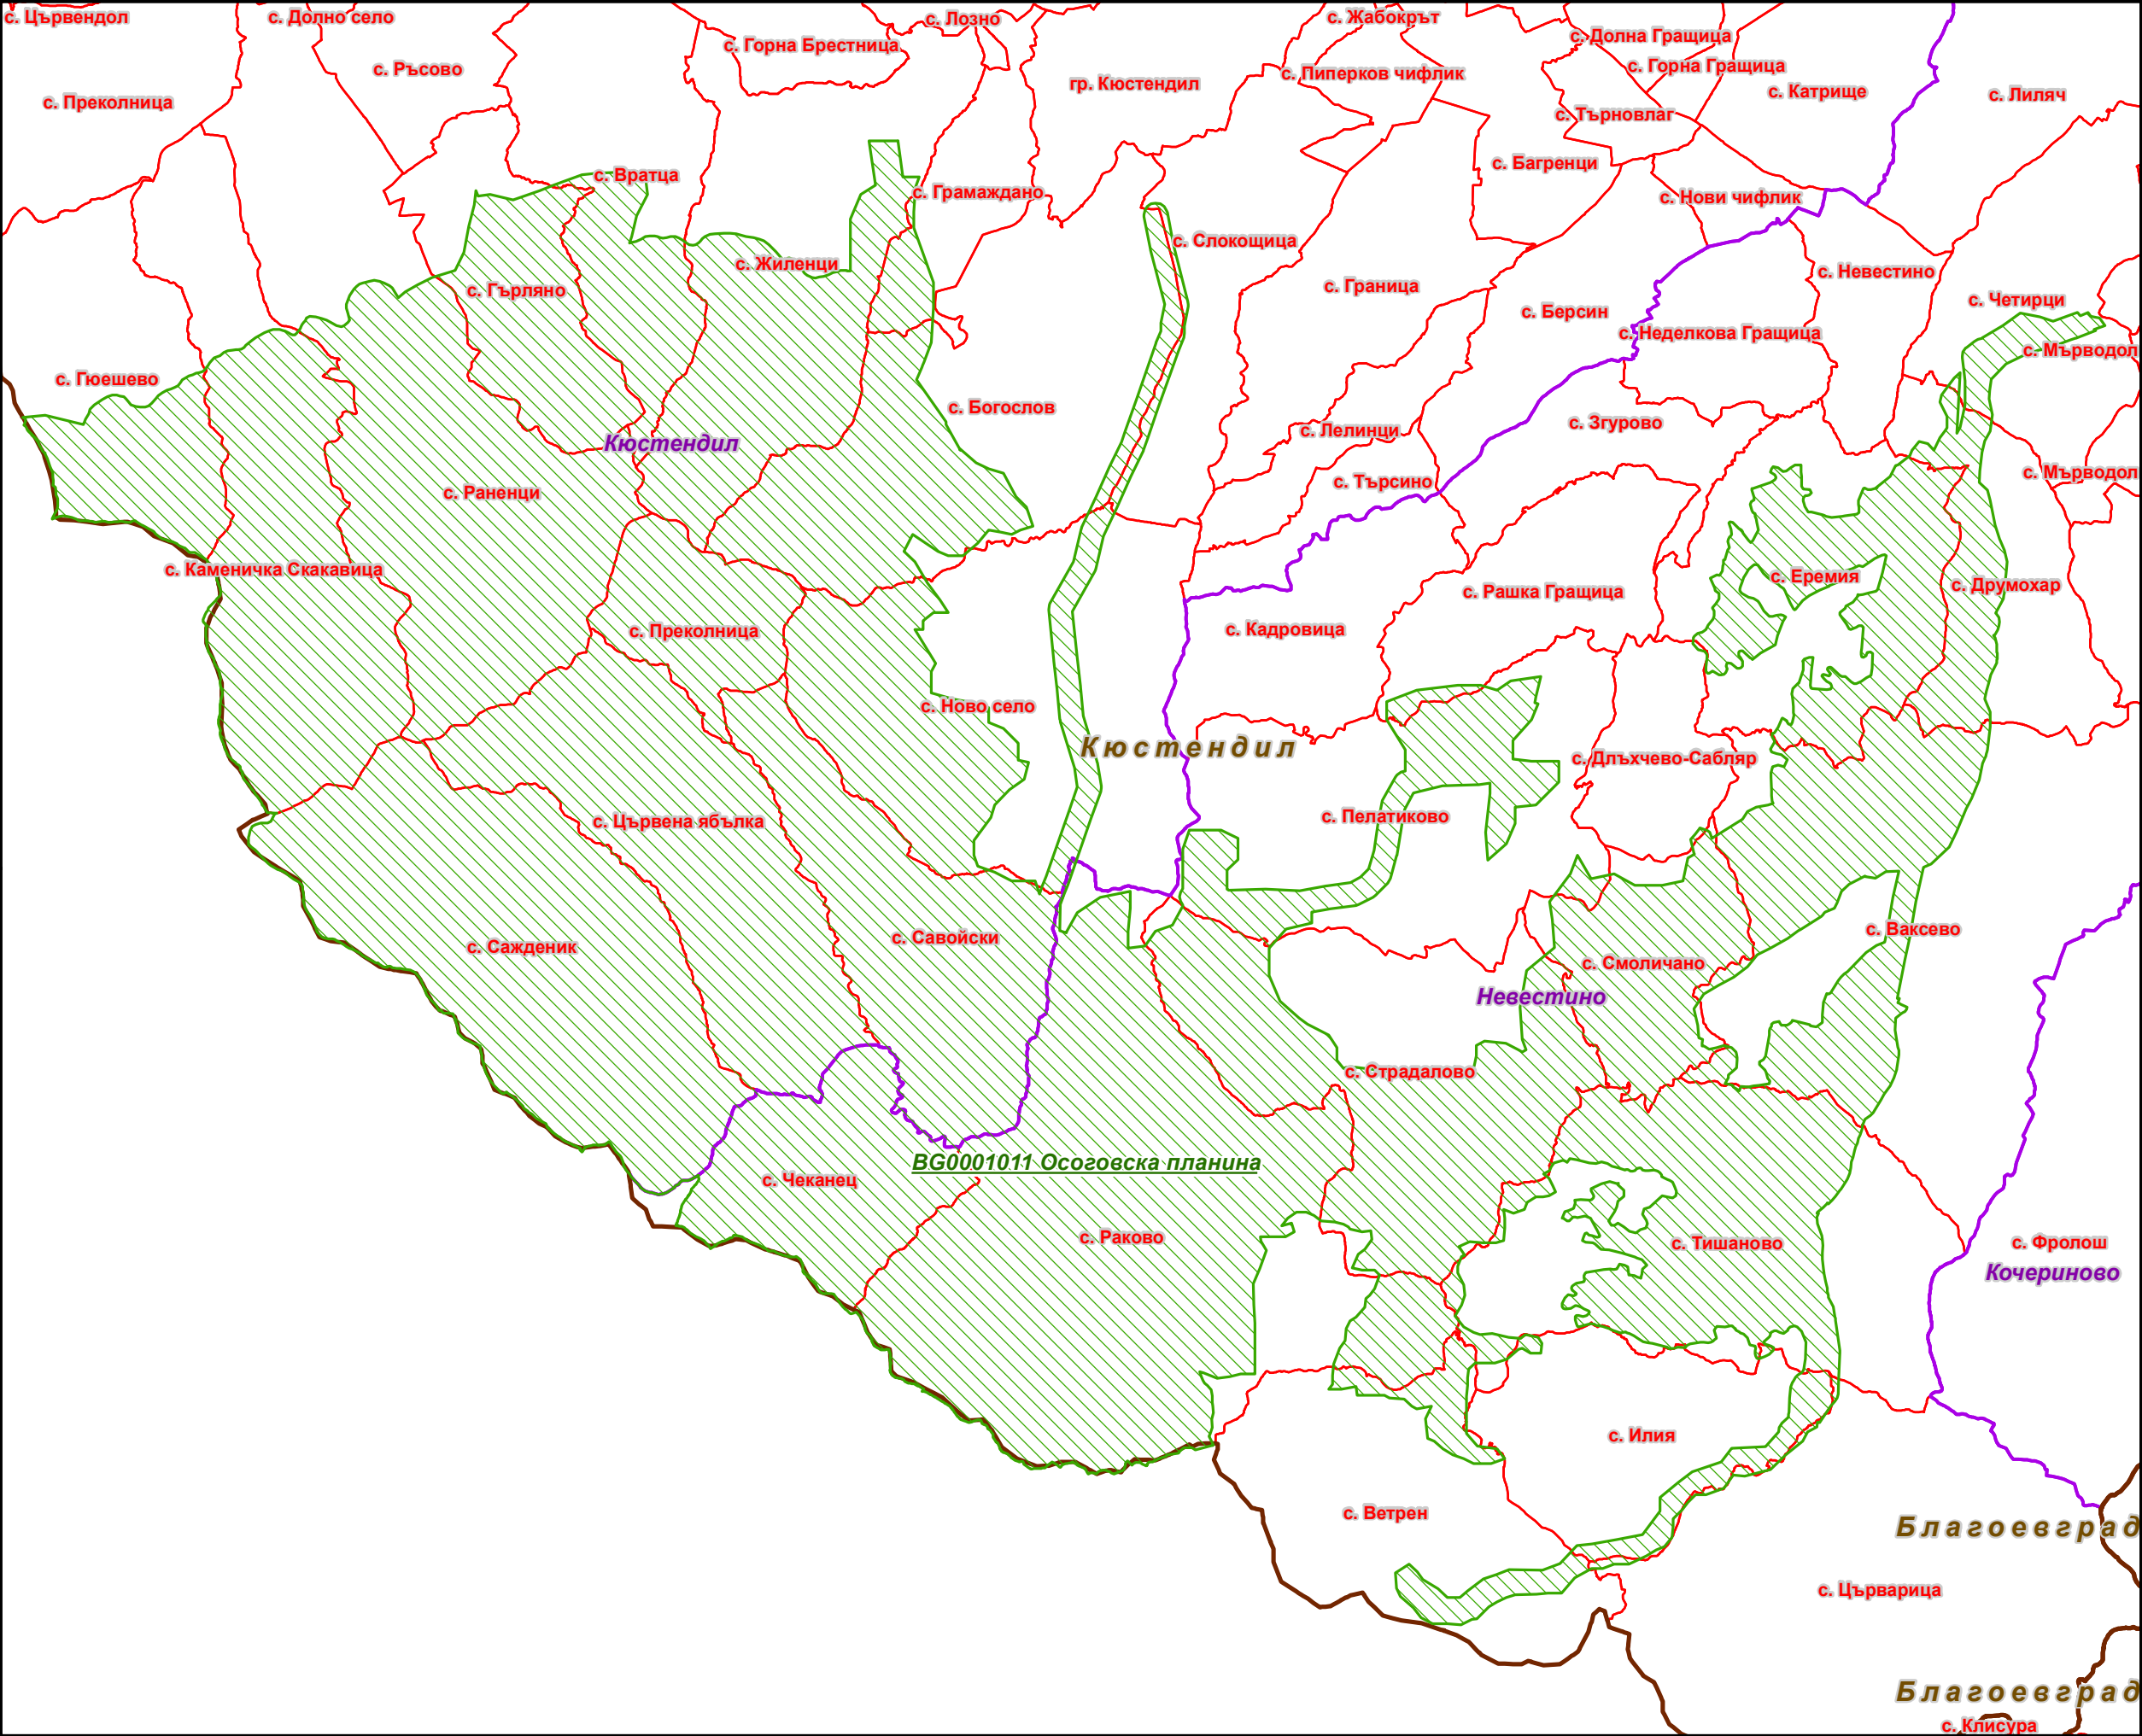 с. Цървендол
с. Долно село
с. Лозно
с. Жабокрът
с. Долна Гращица
с. Горна Брестница
с. Ръсово
с. Пиперков чифлик
с. Горна Гращица
гр. Кюстендил
с. Катрище
с. Лиляч
с. Преколница
с. Търновлаг
с. Багренци
с. Вратца
с. Грамаждано
с. Нови чифлик
с. Слокощица
с. Жиленци
с. Невестино
с. Гърляно
с. Граница
с. Четирци
с. Берсин
с. Неделкова Гращица
с. Мърводол
с. Гюешево
с. Богослов
с. Згурово
с. Лелинци
Кюстендил
с. Мърводол
с. Търсино
с. Раненци
с. Каменичка Скакавица
с. Еремия
с. Друмохар
с. Рашка Гращица
с. Преколница
с. Кадровица
с. Ново село
Кюстендил
с. Длъхчево-Сабляр
с. Пелатиково
с. Цървена ябълка
с. Ваксево
с. Савойски
с. Сажденик
с. Смоличано
Невестино
с. Страдалово
BG0001011 Осоговска планина
с. Чеканец
с. Раково
с. Тишаново
с. Фролош
Кочериново
с. Илия
с. Ветрен
Благоевград
с. Църварица
Благоевград
с. Клисура